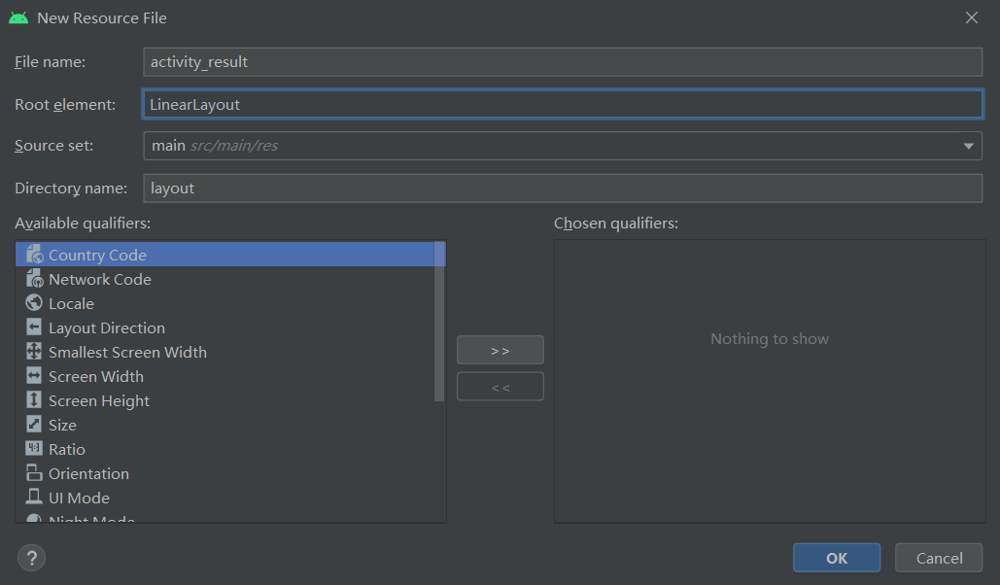 New Resource File
File name: activity_result
Root element: LinearLayout
Source set: main src/main/res
Directory name: layout
Available qualifiers:
Chosen qualifiers:
Country Code
Network Code
Locale
Layout Direction
Smallest Screen Width
Screen Width
Screen Height
Size
Ratio
Orientation
UI Mode
Night Mode
>>
<<
Nothing to show
?
OK
Cancel